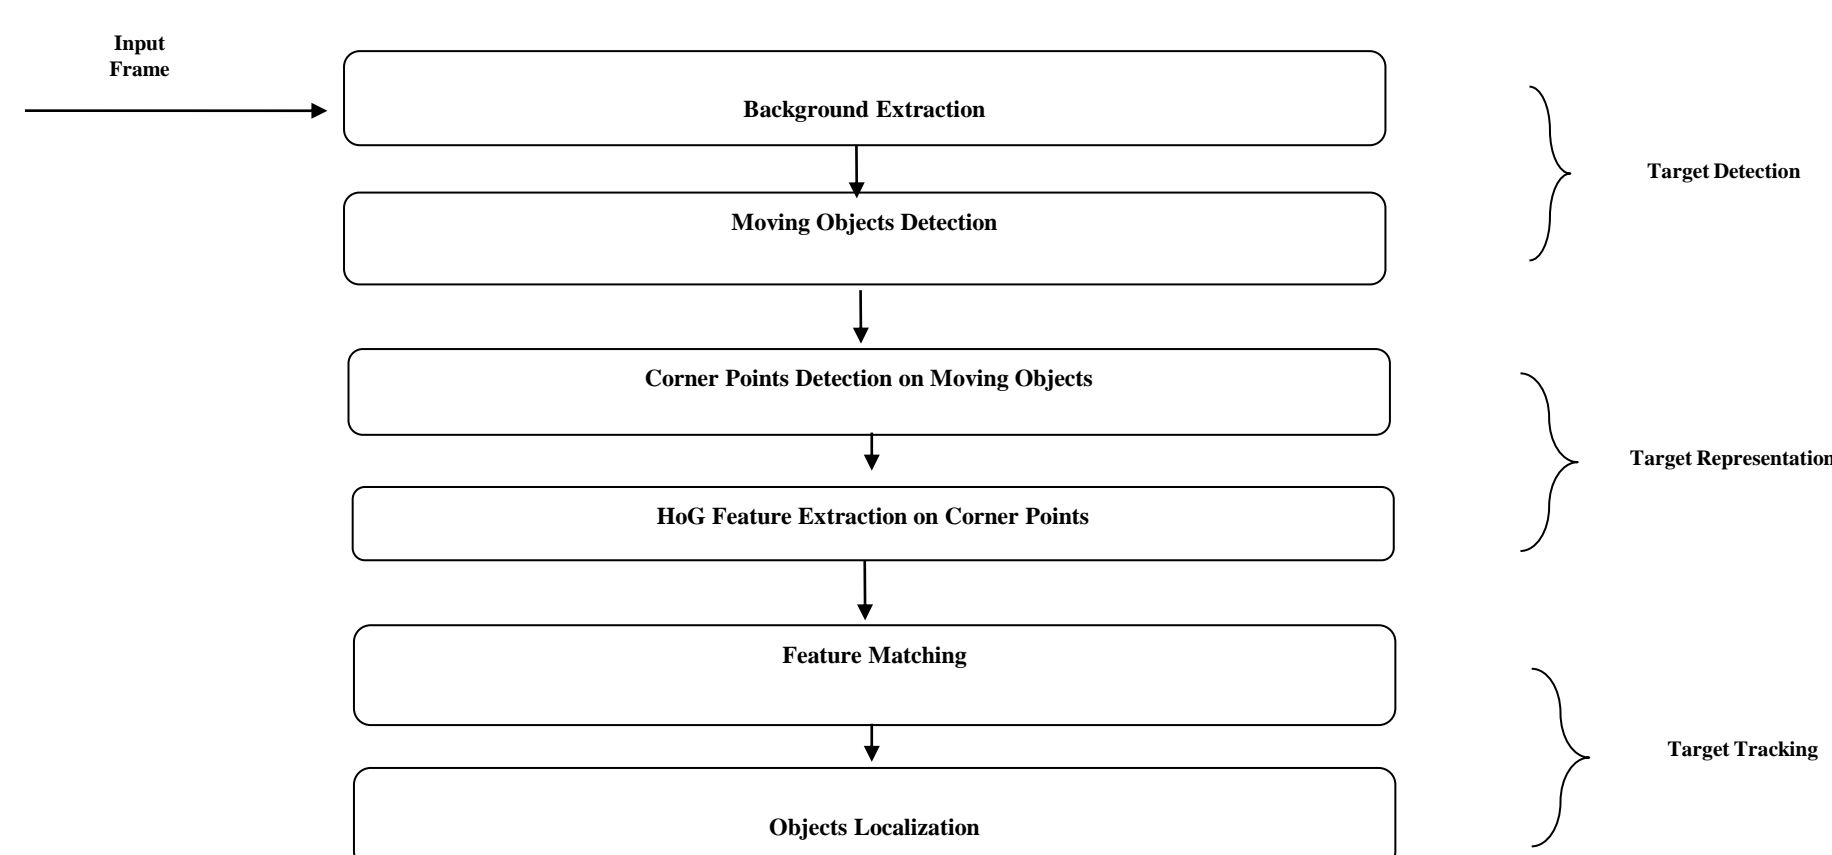 Input
Frame
Background Extraction
Target Detection
Moving Objects Detection
Corner Points Detection on Moving Objects
Target Representation
HoG Feature Extraction on Corner Points
Feature Matching
Target Tracking
Objects Localization